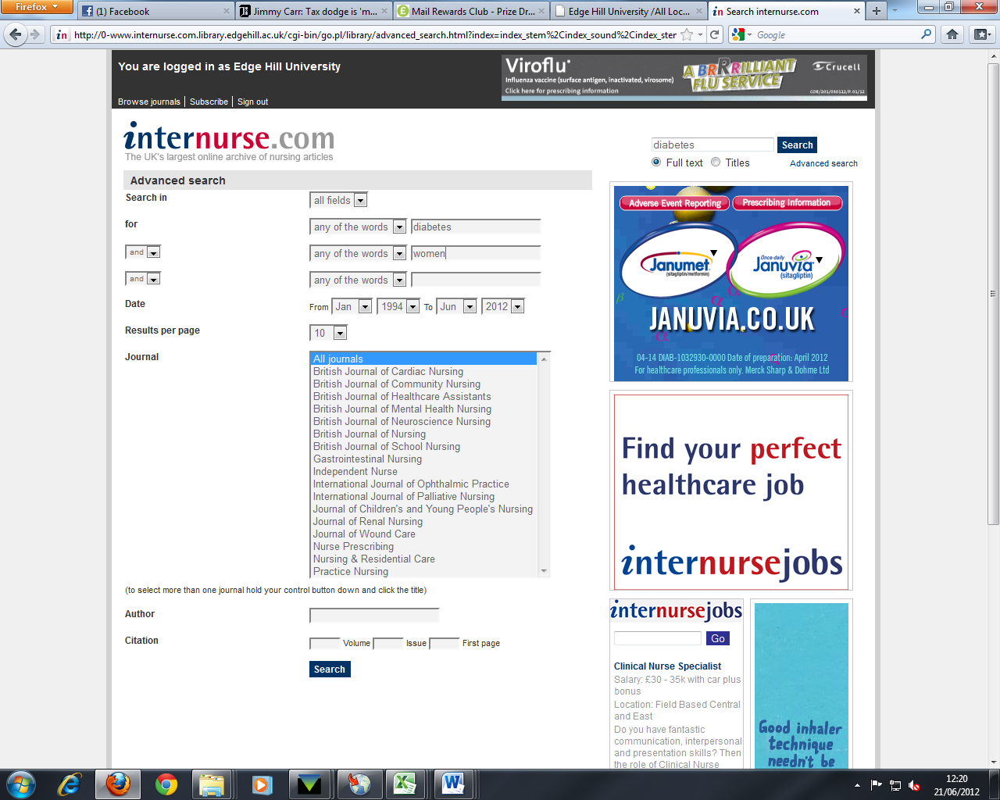 Firefox
(1) Facebook
Jimmy Carr: Tax dodge is 'm...
Mail Rewards Club - Prize Dr...
Edge Hill University /All Loc...
Search internurse.com
http://0-www.internurse.com.library.edgehill.ac.uk/cgi-bin/go.pl/library/advanced_search.html?index=index_stem%2Cindex_sound%2Cindex_ster
Google
You are logged in as Edge Hill University
Browse journals
Subscribe
Sign out
Viroflu
Influenza vaccine (surface antigen, inactivated, virosome)
Click here for prescribing information
A BRRRILLIANT
FLU SERVICE
Crucell
internurse.com
The UK's largest online archive of nursing articles
diabetes
Search
Full text
Titles
Advanced search
Advanced search
Search in
all fields
for
any of the words
diabetes
and
any of the words
women
and
any of the words
Date
From Jan 1994 To Jun 2012
Results per page
10
Journal
All journals
British Journal of Cardiac Nursing
British Journal of Community Nursing
British Journal of Healthcare Assistants
British Journal of Mental Health Nursing
British Journal of Neuroscience Nursing
British Journal of Nursing
British Journal of School Nursing
Gastrointestinal Nursing
Independent Nurse
International Journal of Ophthalmic Practice
International Journal of Palliative Nursing
Journal of Children's and Young People's Nursing
Journal of Renal Nursing
Journal of Wound Care
Nurse Prescribing
Nursing & Residential Care
Practice Nursing
(to select more than one journal hold your control button down and click the title)
Author
Citation
Volume
Issue
First page
Search
Adverse Event Reporting
Prescribing Information
Janumet
(sitagliptin/metformin)
Once-daily
Januvia
(sitagliptin)
JANUVIA.CO.UK
04-14 DIAB-1032930-0000 Date of preparation: April 2012
For healthcare professionals only. Merck Sharp & Dohme Ltd
Find your perfect
healthcare job
internursejobs
internursejobs
Go
Clinical Nurse Specialist
Salary: £30 - 35k with car plus
bonus
Location: Field Based Central
and East
Do you have fantastic
communication, interpersonal
and presentation skills? Then
the role of Clinical Nurse
Good inhaler
technique
needn't be
12:20
21/06/2012